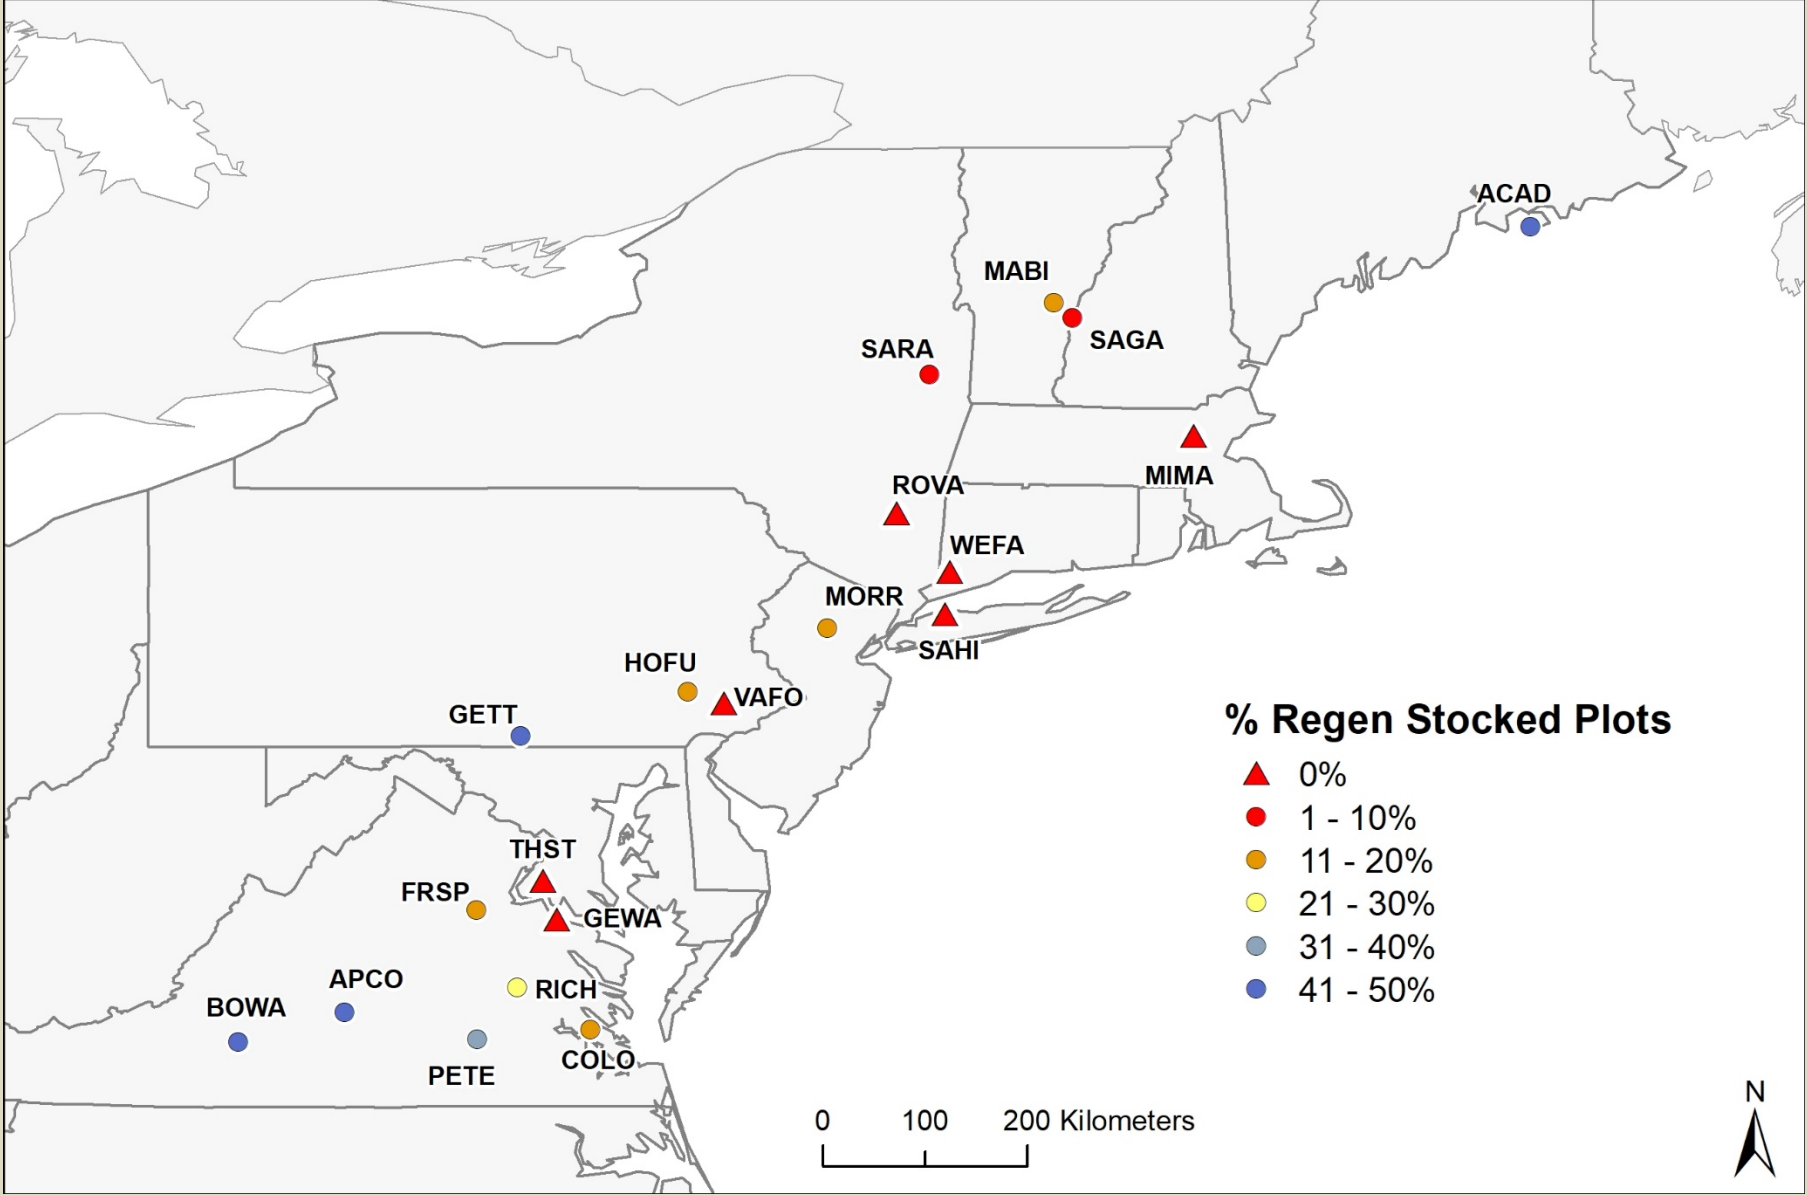 ACAD
MABI
SAGA
SARA
MIMA
ROVA
WEFA
MORR
SAHI
HOFU
VAFO
GETT
THST
FRSP
GEWA
APCO
RICH
BOWA
COLO
PETE
% Regen Stocked Plots
0%
1 - 10%
11 - 20%
21 - 30%
31 - 40%
41 - 50%
0 100 200 Kilometers
N